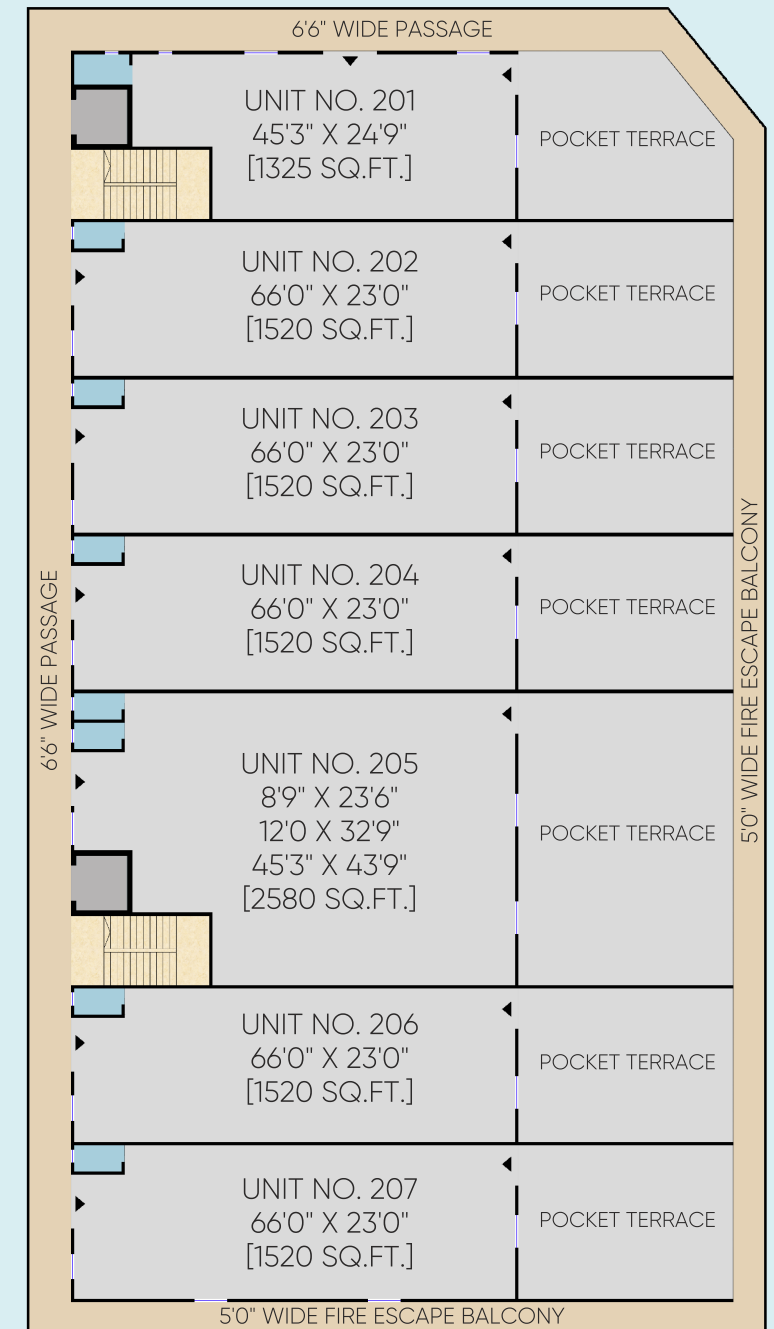 6'6" WIDE PASSAGE
UNIT NO. 201
45'3" X 24'9"
[1325 SQ.FT.]
POCKET TERRACE
UNIT NO. 202
66'0" X 23'0"
[1520 SQ.FT.]
POCKET TERRACE
UNIT NO. 203
66'0" X 23'0"
[1520 SQ.FT.]
POCKET TERRACE
UNIT NO. 204
66'0" X 23'0"
[1520 SQ.FT.]
POCKET TERRACE
6'6" WIDE PASSAGE
5'0" WIDE FIRE ESCAPE BALCONY
UNIT NO. 205
8'9" X 23'6"
12'0 X 32'9"
45'3" X 43'9"
[2580 SQ.FT.]
POCKET TERRACE
UNIT NO. 206
66'0" X 23'0"
[1520 SQ.FT.]
POCKET TERRACE
UNIT NO. 207
66'0" X 23'0"
[1520 SQ.FT.]
POCKET TERRACE
5'0" WIDE FIRE ESCAPE BALCONY